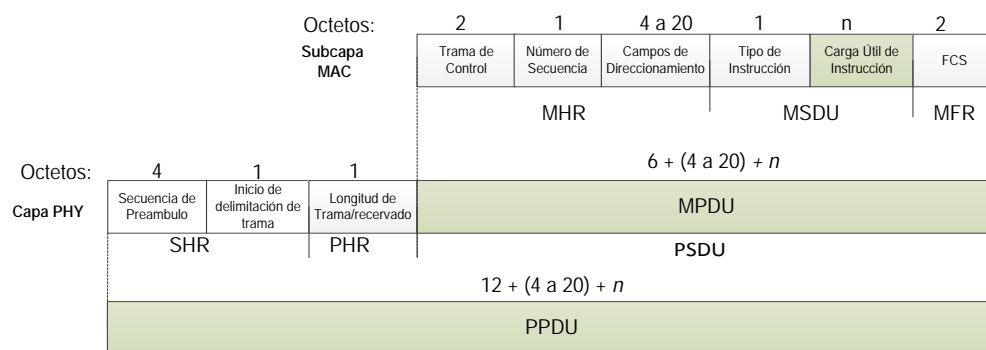 Octetos: 2 1 4 a 20 1 n 2
Subcapa
MAC
Trama de
Control
Número de
Secuencia
Campos de
Direccionamiento
Tipo de
Instrucción
Carga Útil de
Instrucción
FCS
MHR MSDU MFR
Octetos: 4 1 1 6 + (4 a 20) + n
Capa PHY
Secuencia de
Preambulo
Inicio de
delimitación de
trama
Longitud de
Trama/recervado
MPDU
SHR PHR PSDU
12 + (4 a 20) + n
PPDU